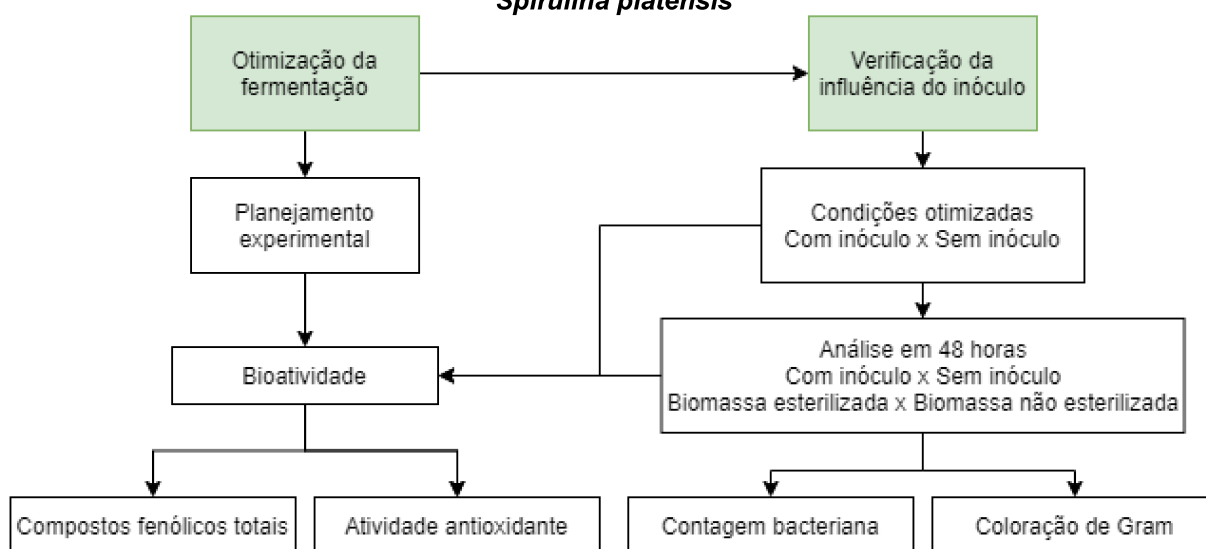 Spirulina platensis
Otimização da
fermentação
Verificação da
influência do inóculo
Planejamento
experimental
Condições otimizadas
Com inóculo x Sem inóculo
Bioatividade
Análise em 48 horas
Com inóculo x Sem inóculo
Biomassa esterilizada x Biomassa não esterilizada
Compostos fenólicos totais
Atividade antioxidante
Contagem bacteriana
Coloração de Gram